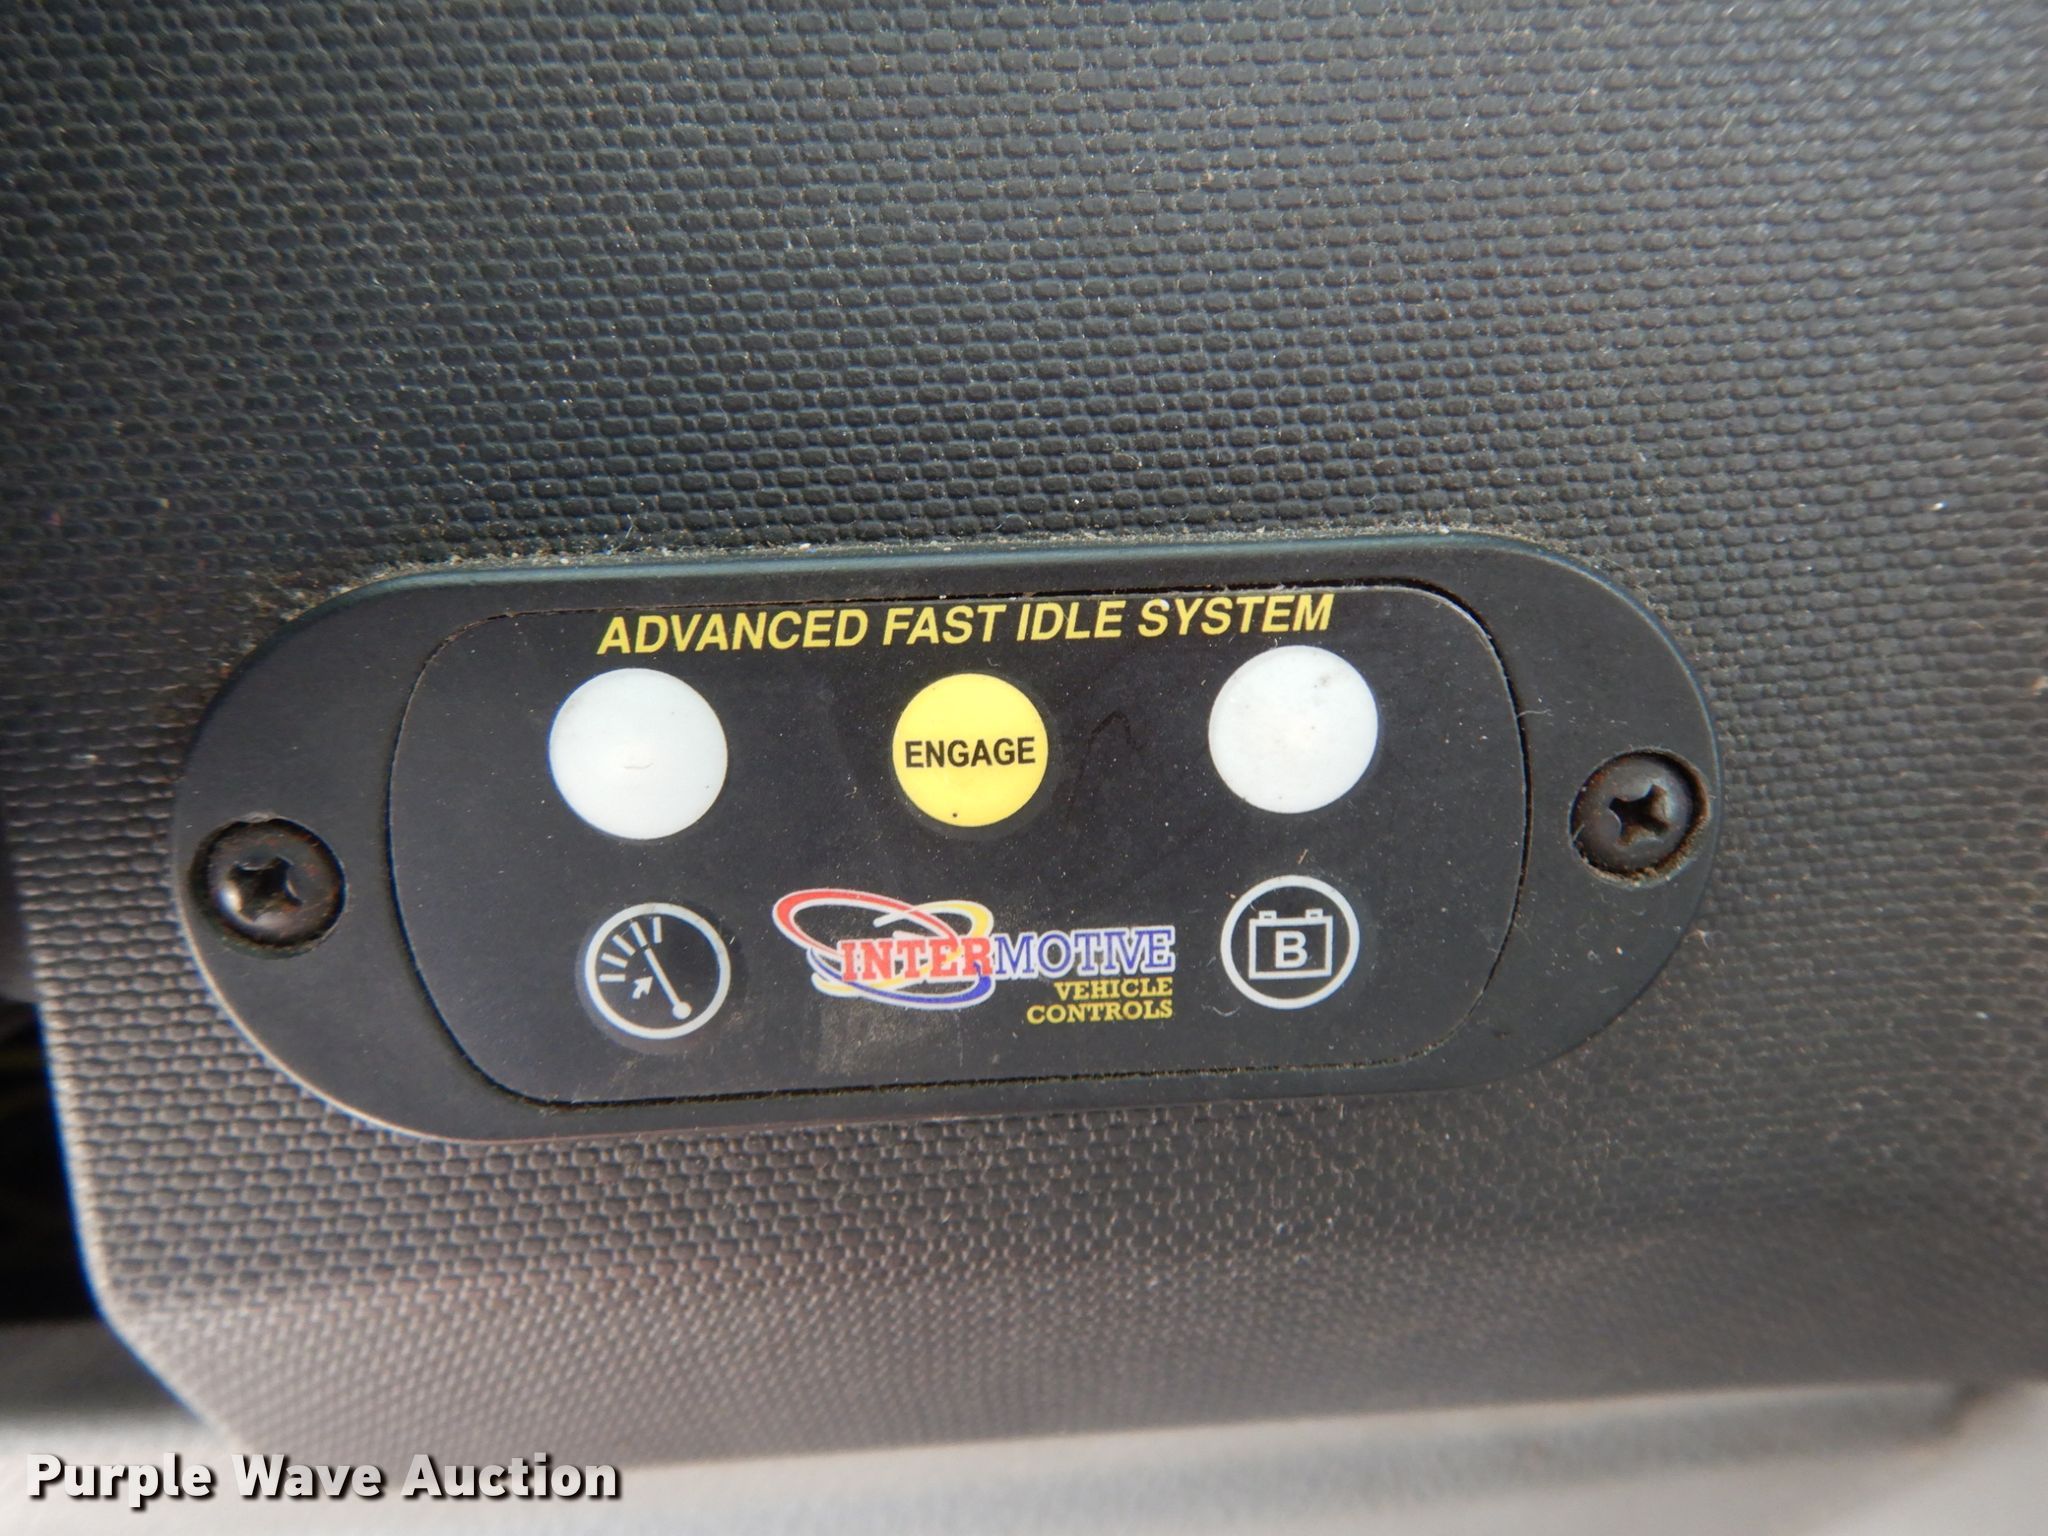 ADVANCED FAST IDLE SYSTEM
ENGAGE
INTERMOTIVE
VEHICLE
CONTROLS
B
Purple Wave Auction